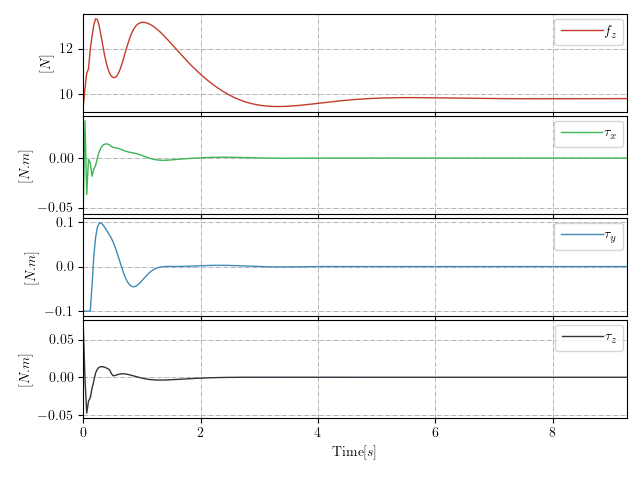 [N]
12
10
f_z
[N.m]
0.00
−0.05
τ_x
[N.m]
0.1
0.0
−0.1
τ_y
[N.m]
0.05
0.00
−0.05
τ_z
0 2 4 6 8
Time[s]